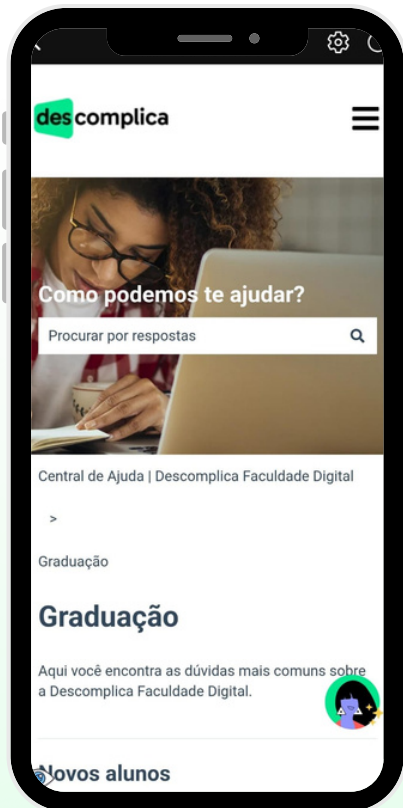 descomplica
Como podemos te ajudar?
Procurar por respostas
Central de Ajuda | Descomplica Faculdade Digital
>
Graduação
Graduação
Aqui você encontra as dúvidas mais comuns sobre
a Descomplica Faculdade Digital.
Novos alunos